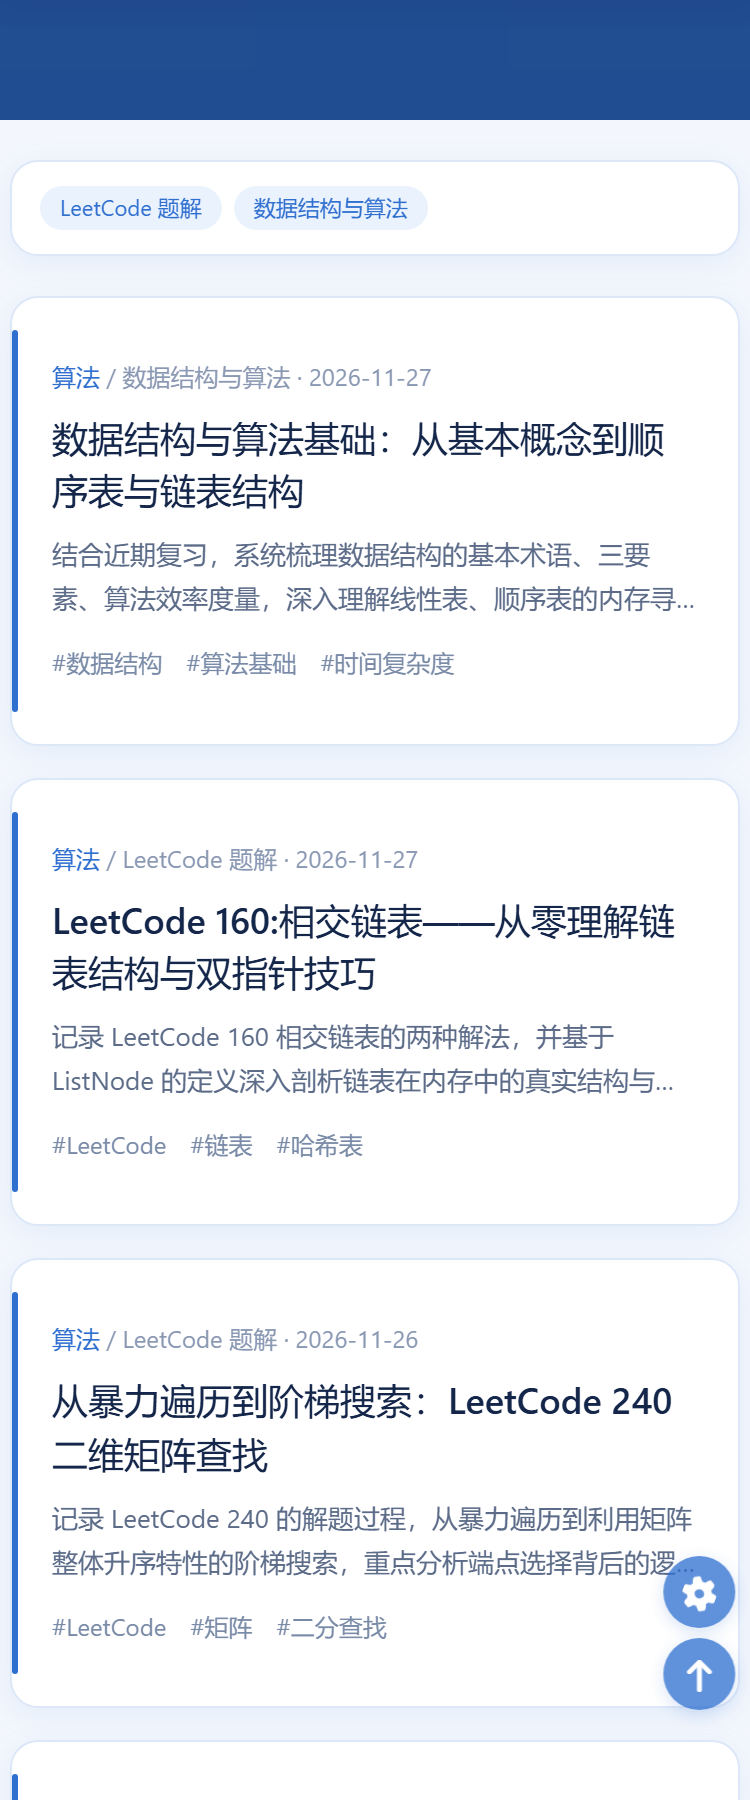 LeetCode 题解 数据结构与算法
算法 / 数据结构与算法 · 2026-11-27
数据结构与算法基础：从基本概念到顺
序表与链表结构
结合近期复习，系统梳理数据结构的基本术语、三要
素、算法效率度量，深入理解线性表、顺序表的内存寻...
#数据结构 #算法基础 #时间复杂度
算法 / LeetCode 题解 · 2026-11-27
LeetCode 160:相交链表——从零理解链
表结构与双指针技巧
记录 LeetCode 160 相交链表的两种解法，并基于
ListNode 的定义深入剖析链表在内存中的真实结构与...
#LeetCode #链表 #哈希表
算法 / LeetCode 题解 · 2026-11-26
从暴力遍历到阶梯搜索：LeetCode 240
二维矩阵查找
记录 LeetCode 240 的解题过程，从暴力遍历到利用矩阵
整体升序特性的阶梯搜索，重点分析端点选择背后的逻...
#LeetCode #矩阵 #二分查找